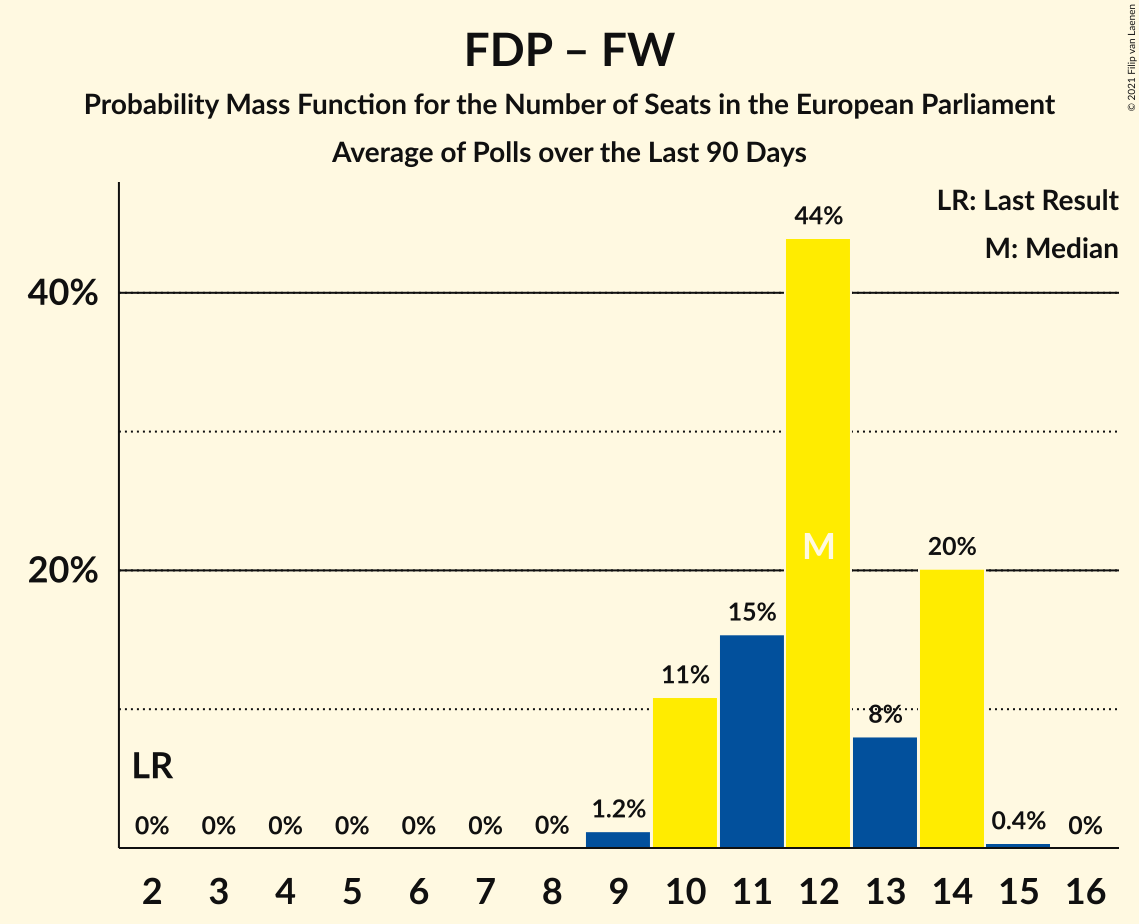 FDP – FW
Probability Mass Function for the Number of Seats in the European Parliament
Average of Polls over the Last 90 Days
© 2021 Filip van Laenen
LR: Last Result
M: Median
44%
40%
M
20%
20%
15%
11%
8%
LR
1.2%
0.4%
0% 0% 0% 0% 0% 0% 0% 0%
2 3 4 5 6 7 8 9 10 11 12 13 14 15 16